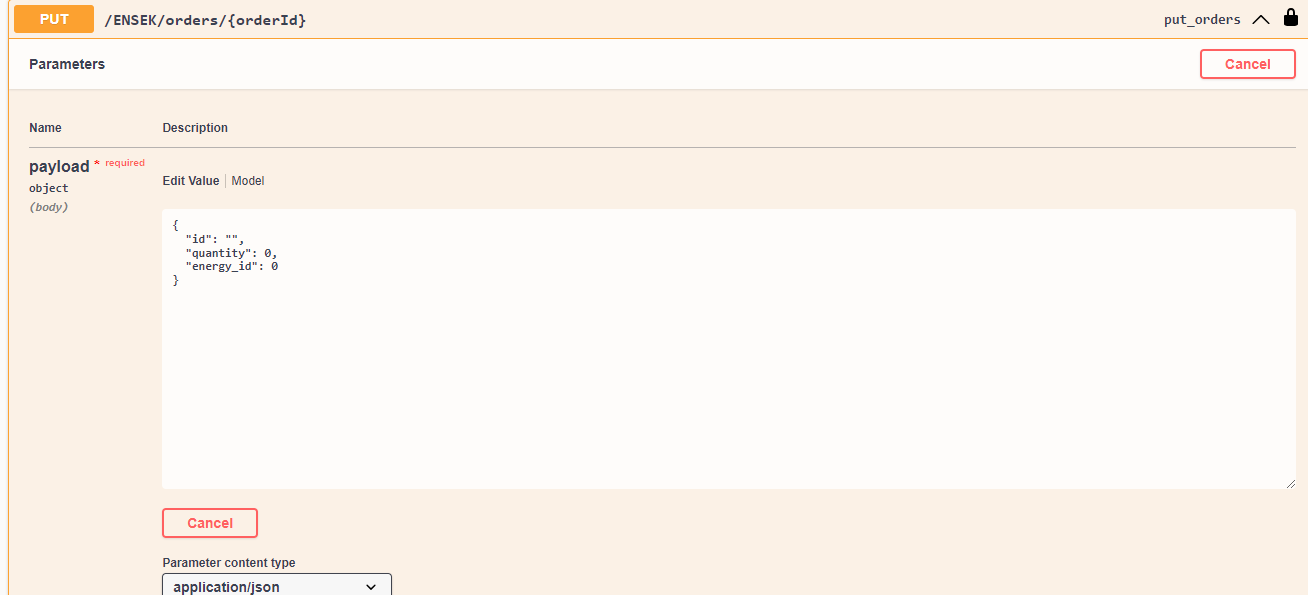 PUT /ENSEK/orders/{orderId} put_orders
Parameters Cancel
Name Description
payload * required
object
(body)
Edit Value | Model
{
  "id": "",
  "quantity": 0,
  "energy_id": 0
}
Cancel
Parameter content type
application/json